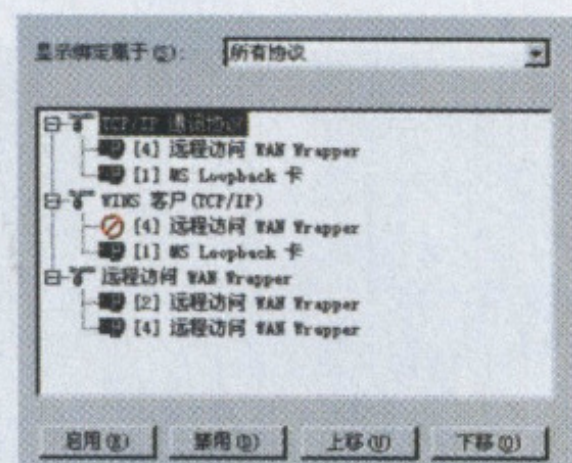 显示绑定属于(S): 所有协议
TCP/IP 通讯协议
[4] 远程访问 WAN Wrapper
[1] MS Loopback 卡
WINS 客户(TCP/IP)
[4] 远程访问 WAN Wrapper
[1] MS Loopback 卡
远程访问 WAN Wrapper
[2] 远程访问 WAN Wrapper
[4] 远程访问 WAN Wrapper
启用(E) 禁用(D) 上移(U) 下移(O)